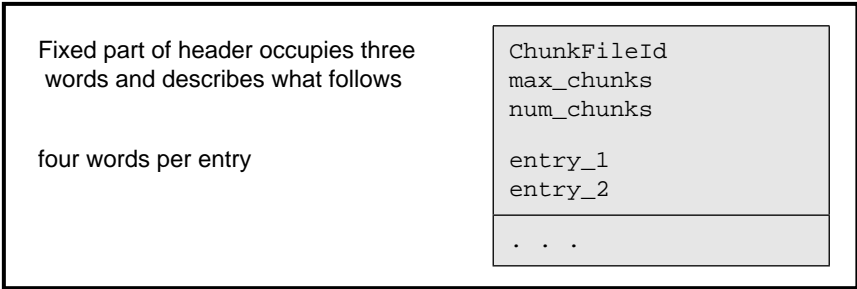 Fixed part of header occupies three
words and describes what follows
four words per entry
ChunkFileId
max_chunks
num_chunks
entry_1
entry_2
. . .